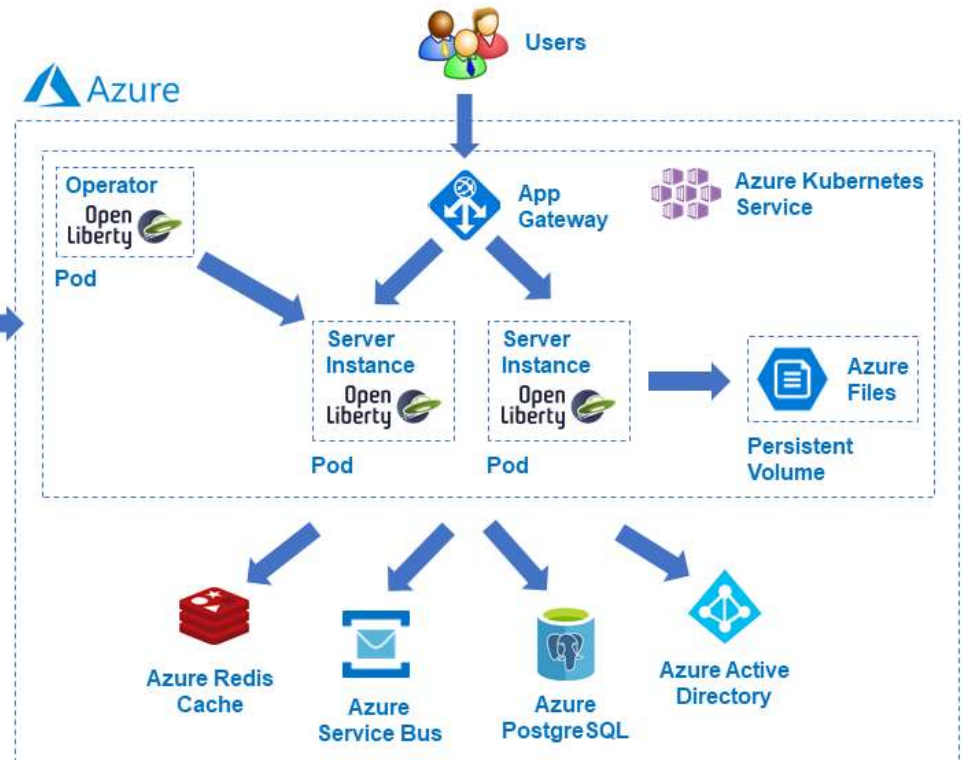 Users
Azure
Operator
Open
Liberty
Pod
App
Gateway
Azure Kubernetes
Service
Server
Instance
Open
Liberty
Pod
Server
Instance
Open
Liberty
Pod
Azure
Files
Persistent
Volume
Azure Redis
Cache
Azure
Service Bus
Azure
PostgreSQL
Azure Active
Directory